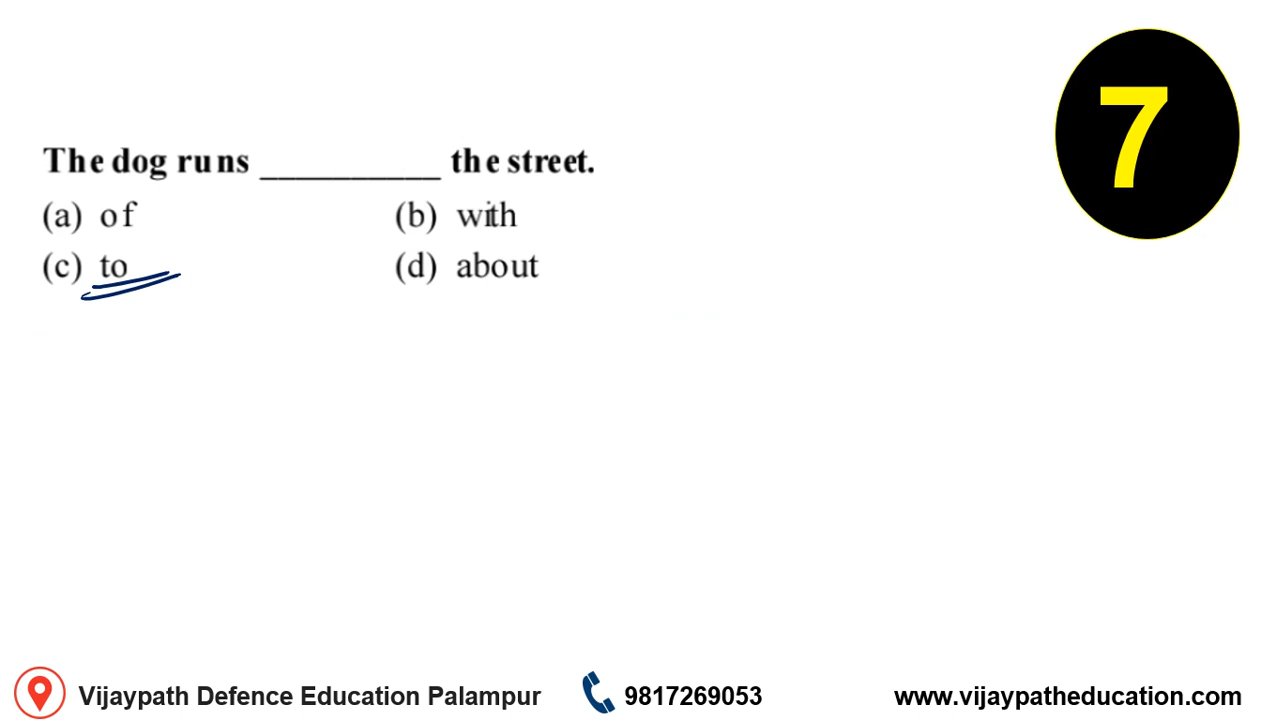 7
The dog runs __________ the street.
(a) of (b) with
(c) to (d) about
Vijaypath Defence Education Palampur 9817269053 www.vijaypatheducation.com